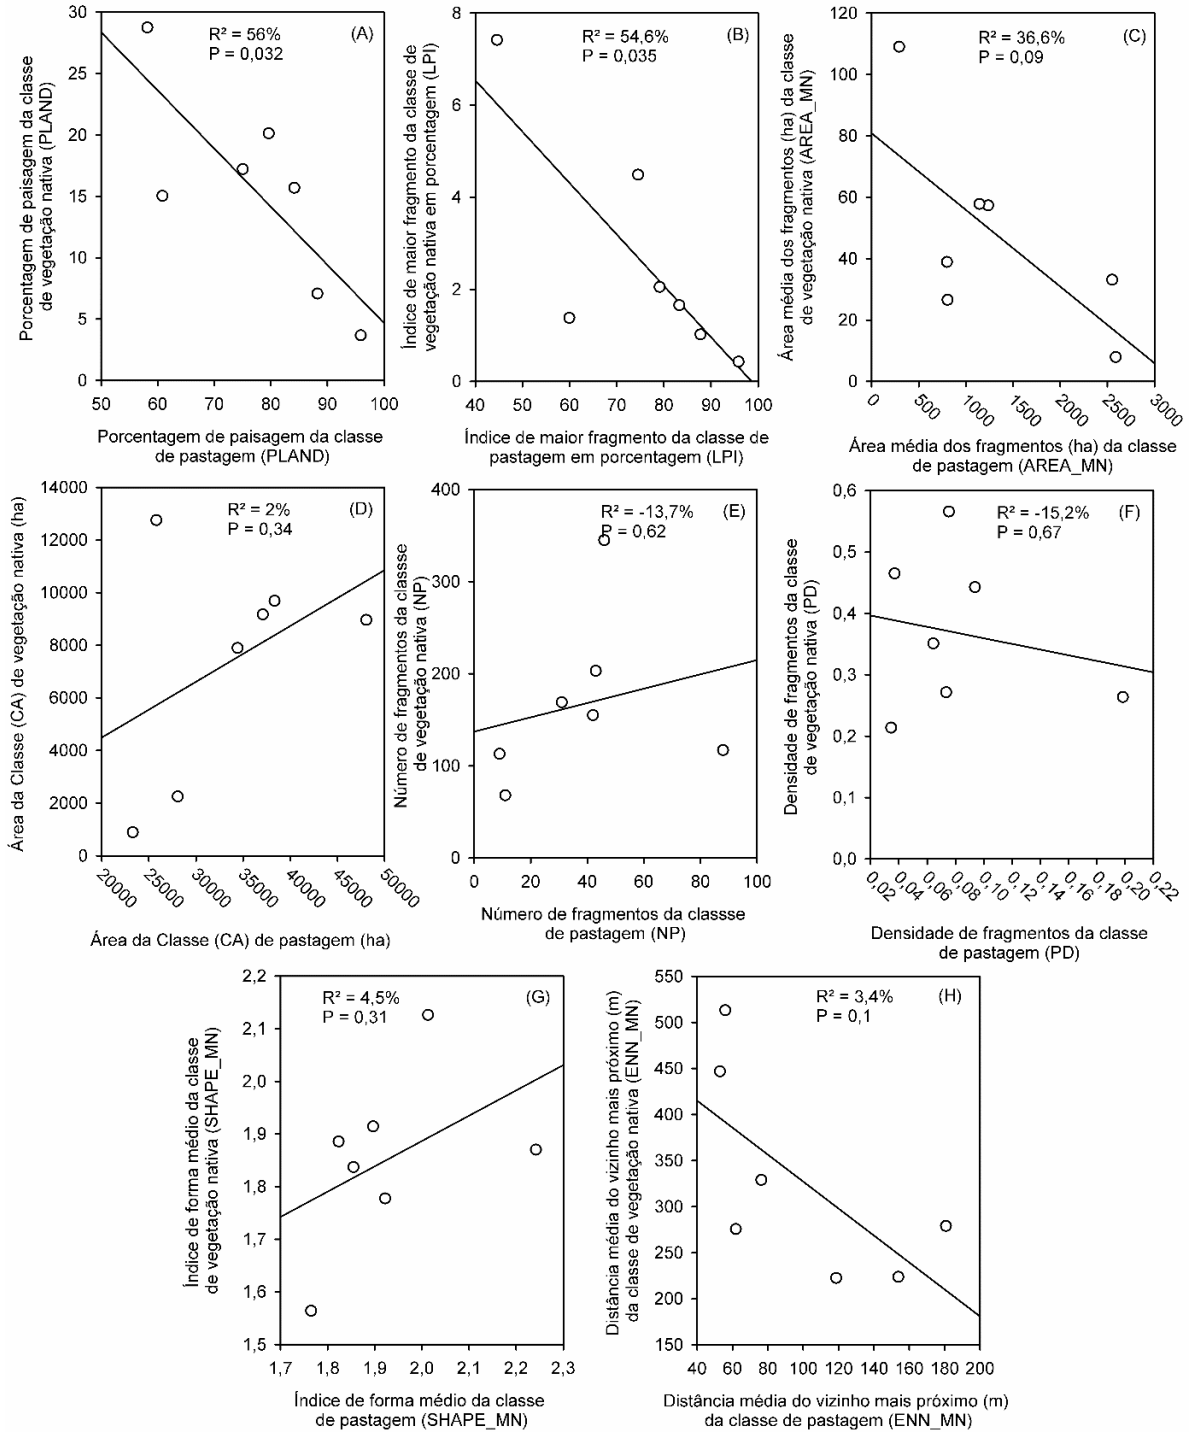 R² = 56%
P = 0,032
(A)
30
25
20
15
10
5
0
50 60 70 80 90 100
Porcentagem de paisagem da classe
de vegetação nativa (PLAND)
Porcentagem de paisagem da classe
de pastagem (PLAND)
R² = 54,6%
P = 0,035
(B)
8
6
4
2
0
40 50 60 70 80 90 100
Índice de maior fragmento da classe de
vegetação nativa em porcentagem (LPI)
Índice de maior fragmento da classe de
pastagem em porcentagem (LPI)
R² = 36,6%
P = 0,09
(C)
120
100
80
60
40
20
0
0 500 1000 1500 2000 2500 3000
Área média dos fragmentos (ha) da classe
de vegetação nativa (AREA_MN)
Área média dos fragmentos (ha) da classe
de pastagem (AREA_MN)
R² = 2%
P = 0,34
(D)
14000
12000
10000
8000
6000
4000
2000
0
20000 25000 30000 35000 40000 45000 50000
Área da Classe (CA) de vegetação nativa (ha)
Área da Classe (CA) de pastagem (ha)
R² = -13,7%
P = 0,62
(E)
400
300
200
100
0
0 20 40 60 80 100
Número de fragmentos da classse
de vegetação nativa (NP)
Número de fragmentos da classse
de pastagem (NP)
R² = -15,2%
P = 0,67
(F)
0,6
0,5
0,4
0,3
0,2
0,1
0,0
0,02 0,04 0,06 0,08 0,10 0,12 0,14 0,16 0,18 0,20 0,22
Densidade de fragmentos da classe
de vegetação nativa (PD)
Densidade de fragmentos da classe
de pastagem (PD)
R² = 4,5%
P = 0,31
(G)
2,2
2,1
2,0
1,9
1,8
1,7
1,6
1,5
1,7 1,8 1,9 2,0 2,1 2,2 2,3
Índice de forma médio da classe
de vegetação nativa (SHAPE_MN)
Índice de forma médio da classe
de pastagem (SHAPE_MN)
R² = 3,4%
P = 0,1
(H)
550
500
450
400
350
300
250
200
150
40 60 80 100 120 140 160 180 200
Distância média do vizinho mais próximo (m)
da classe de vegetação nativa (ENN_MN)
Distância média do vizinho mais próximo (m)
da classe de pastagem (ENN_MN)